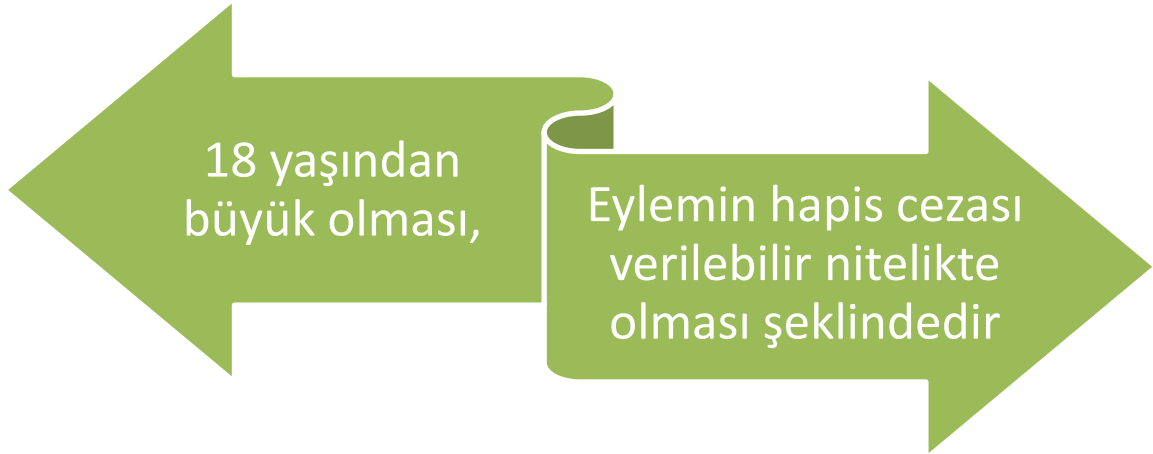 18 yaşından
büyük olması,
Eylemin hapis cezası
verilebilir nitelikte
olması şeklindedir